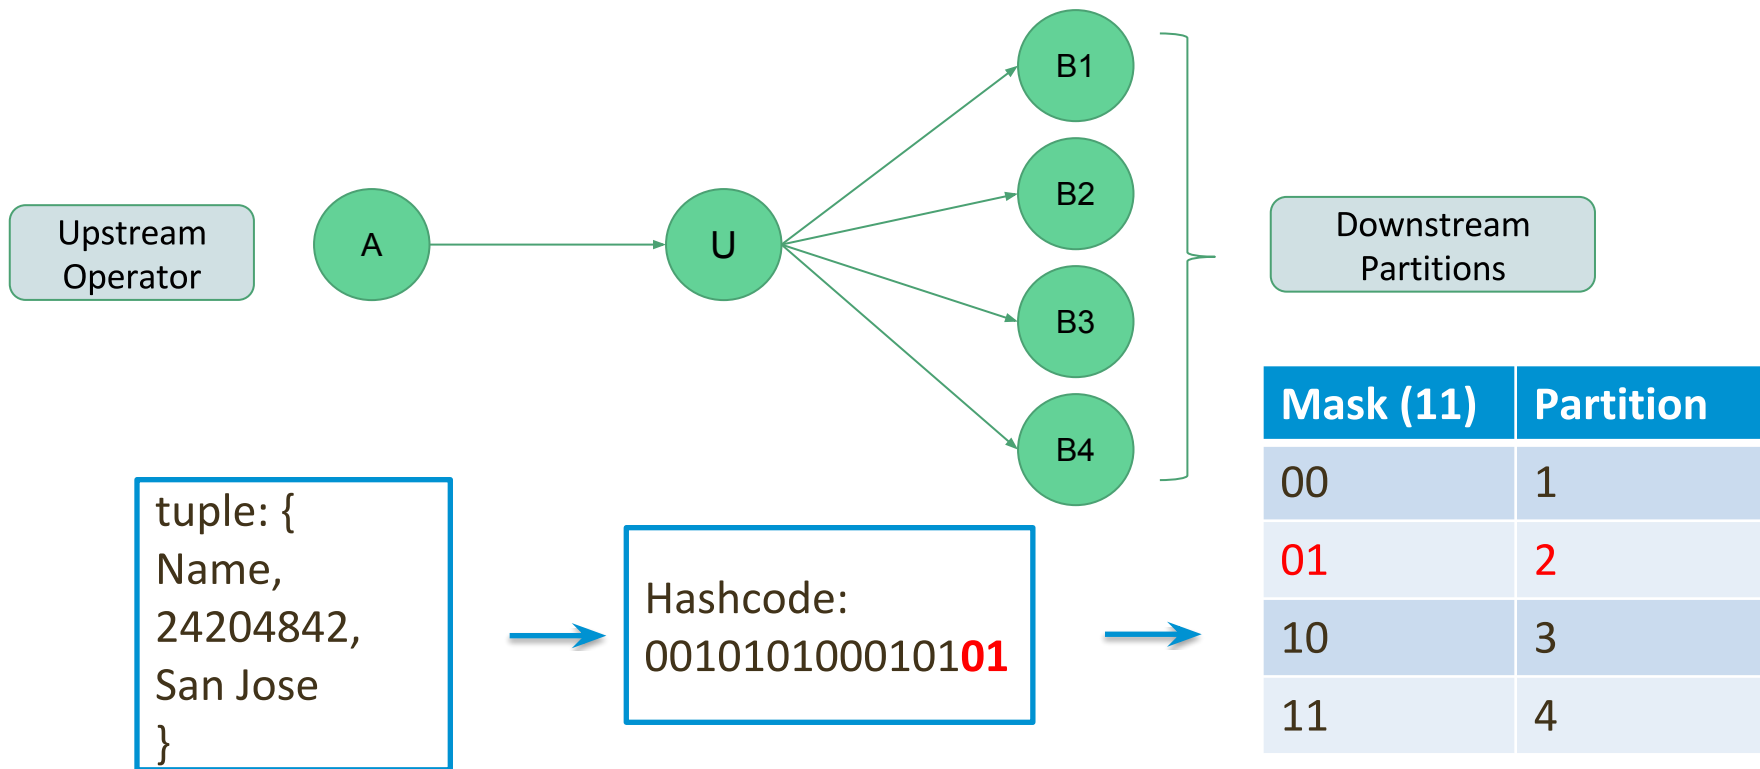 Upstream
Operator
A
U
B1
B2
B3
B4
Downstream
Partitions
tuple: {
Name,
24204842,
San Jose
}
Hashcode:
001010100010101
Mask (11) Partition
00 1
01 2
10 3
11 4